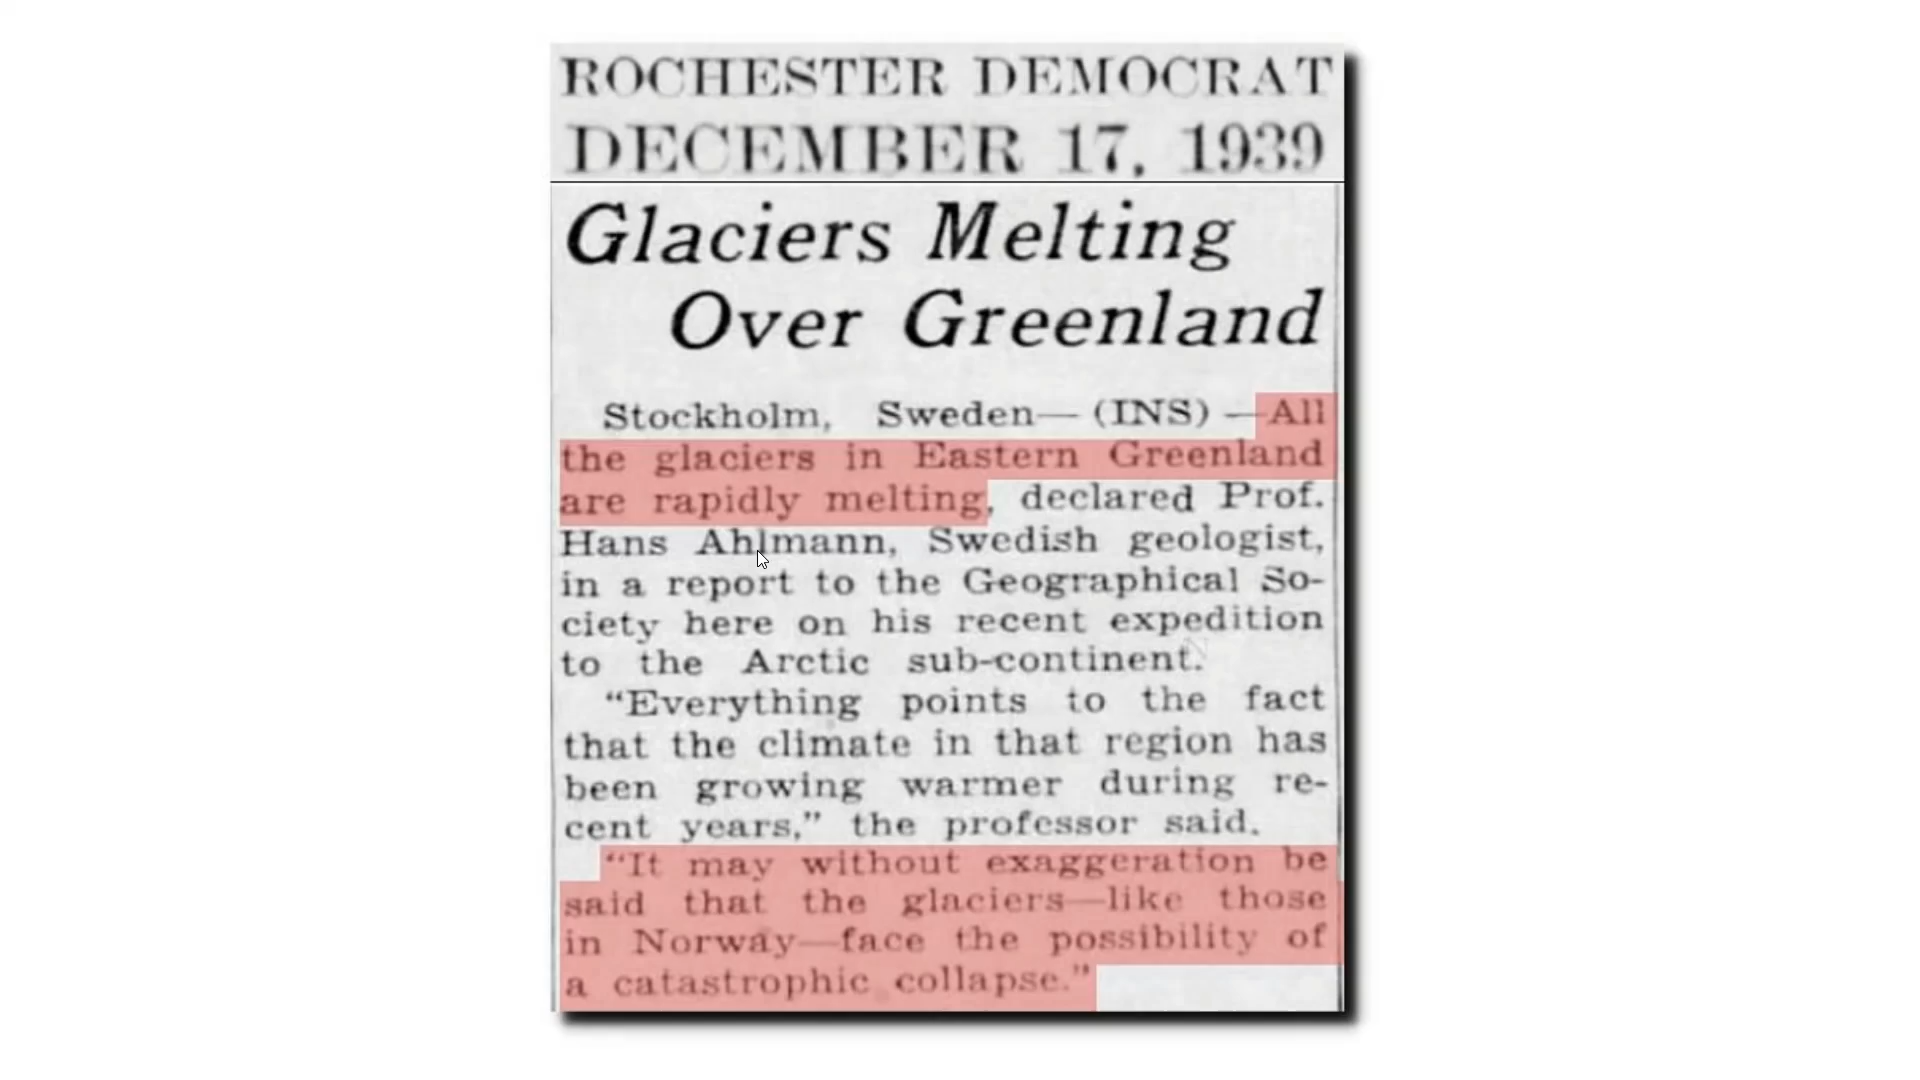 ROCHESTER DEMOCRAT
DECEMBER 17, 1939
Glaciers Melting
Over Greenland
Stockholm, Sweden— (INS) —All
the glaciers in Eastern Greenland
are rapidly melting, declared Prof.
Hans Ahlmann, Swedish geologist,
in a report to the Geographical So-
ciety here on his recent expedition
to the Arctic sub-continent.
“Everything points to the fact
that the climate in that region has
been growing warmer during re-
cent years,” the professor said.
“It may without exaggeration be
said that the glaciers—like those
in Norway—face the possibility of
a catastrophic collapse.”